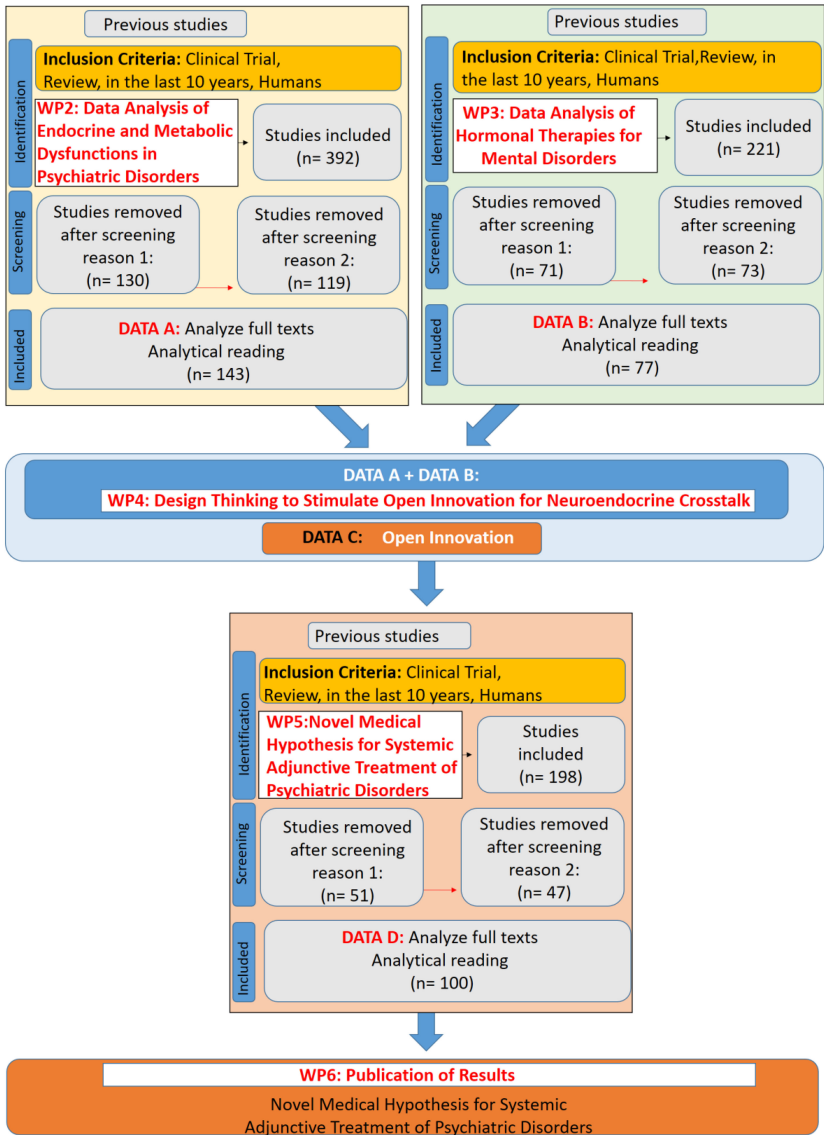 Previous studies
Identification
Inclusion Criteria: Clinical Trial,
Review, in the last 10 years, Humans
WP2: Data Analysis of
Endocrine and Metabolic
Dysfunctions in
Psychiatric Disorders
Studies included
(n= 392)
Screening
Studies removed
after screening
reason 1:
(n= 130)
Studies removed
after screening
reason 2:
(n= 119)
Included
DATA A: Analyze full texts
Analytical reading
(n= 143)
Previous studies
Identification
Inclusion Criteria: Clinical Trial,Review, in
the last 10 years, Humans
WP3: Data Analysis of
Hormonal Therapies for
Mental Disorders
Studies included
(n= 221)
Screening
Studies removed
after screening
reason 1:
(n= 71)
Studies removed
after screening
reason 2:
(n= 73)
Included
DATA B: Analyze full texts
Analytical reading
(n= 77)
DATA A + DATA B:
WP4: Design Thinking to Stimulate Open Innovation for Neuroendocrine Crosstalk
DATA C: Open Innovation
Previous studies
Identification
Inclusion Criteria: Clinical Trial,
Review, in the last 10 years, Humans
WP5:Novel Medical
Hypothesis for Systemic
Adjunctive Treatment of
Psychiatric Disorders
Studies
included
(n= 198)
Screening
Studies removed
after screening
reason 1:
(n= 51)
Studies removed
after screening
reason 2:
(n= 47)
Included
DATA D: Analyze full texts
Analytical reading
(n= 100)
WP6: Publication of Results
Novel Medical Hypothesis for Systemic
Adjunctive Treatment of Psychiatric Disorders